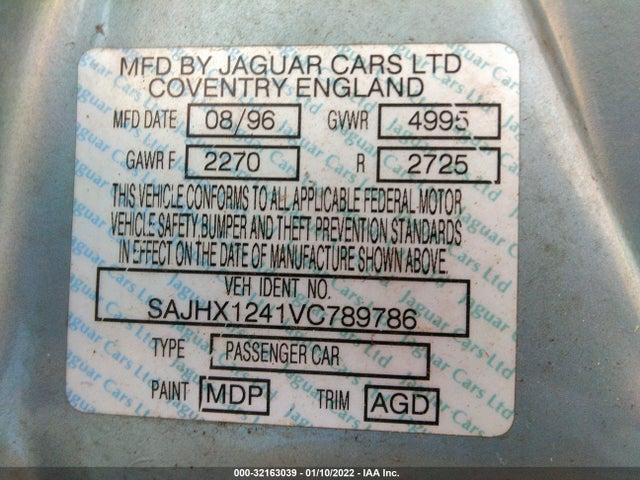 MFD BY JAGUAR CARS LTD
COVENTRY ENGLAND
MFD DATE 08/96 GVWR 4995
GAWR F 2270 R 2725
THIS VEHICLE CONFORMS TO ALL APPLICABLE FEDERAL MOTOR
VEHICLE SAFETY, BUMPER AND THEFT PREVENTION STANDARDS
IN EFFECT ON THE DATE OF MANUFACTURE SHOWN ABOVE.
VEH IDENT NO.
SAJHX1241VC789786
TYPE PASSENGER CAR
PAINT MDP TRIM AGD
Jaguar Cars Ltd
000-32163039 - 01/10/2022 - IAA Inc.